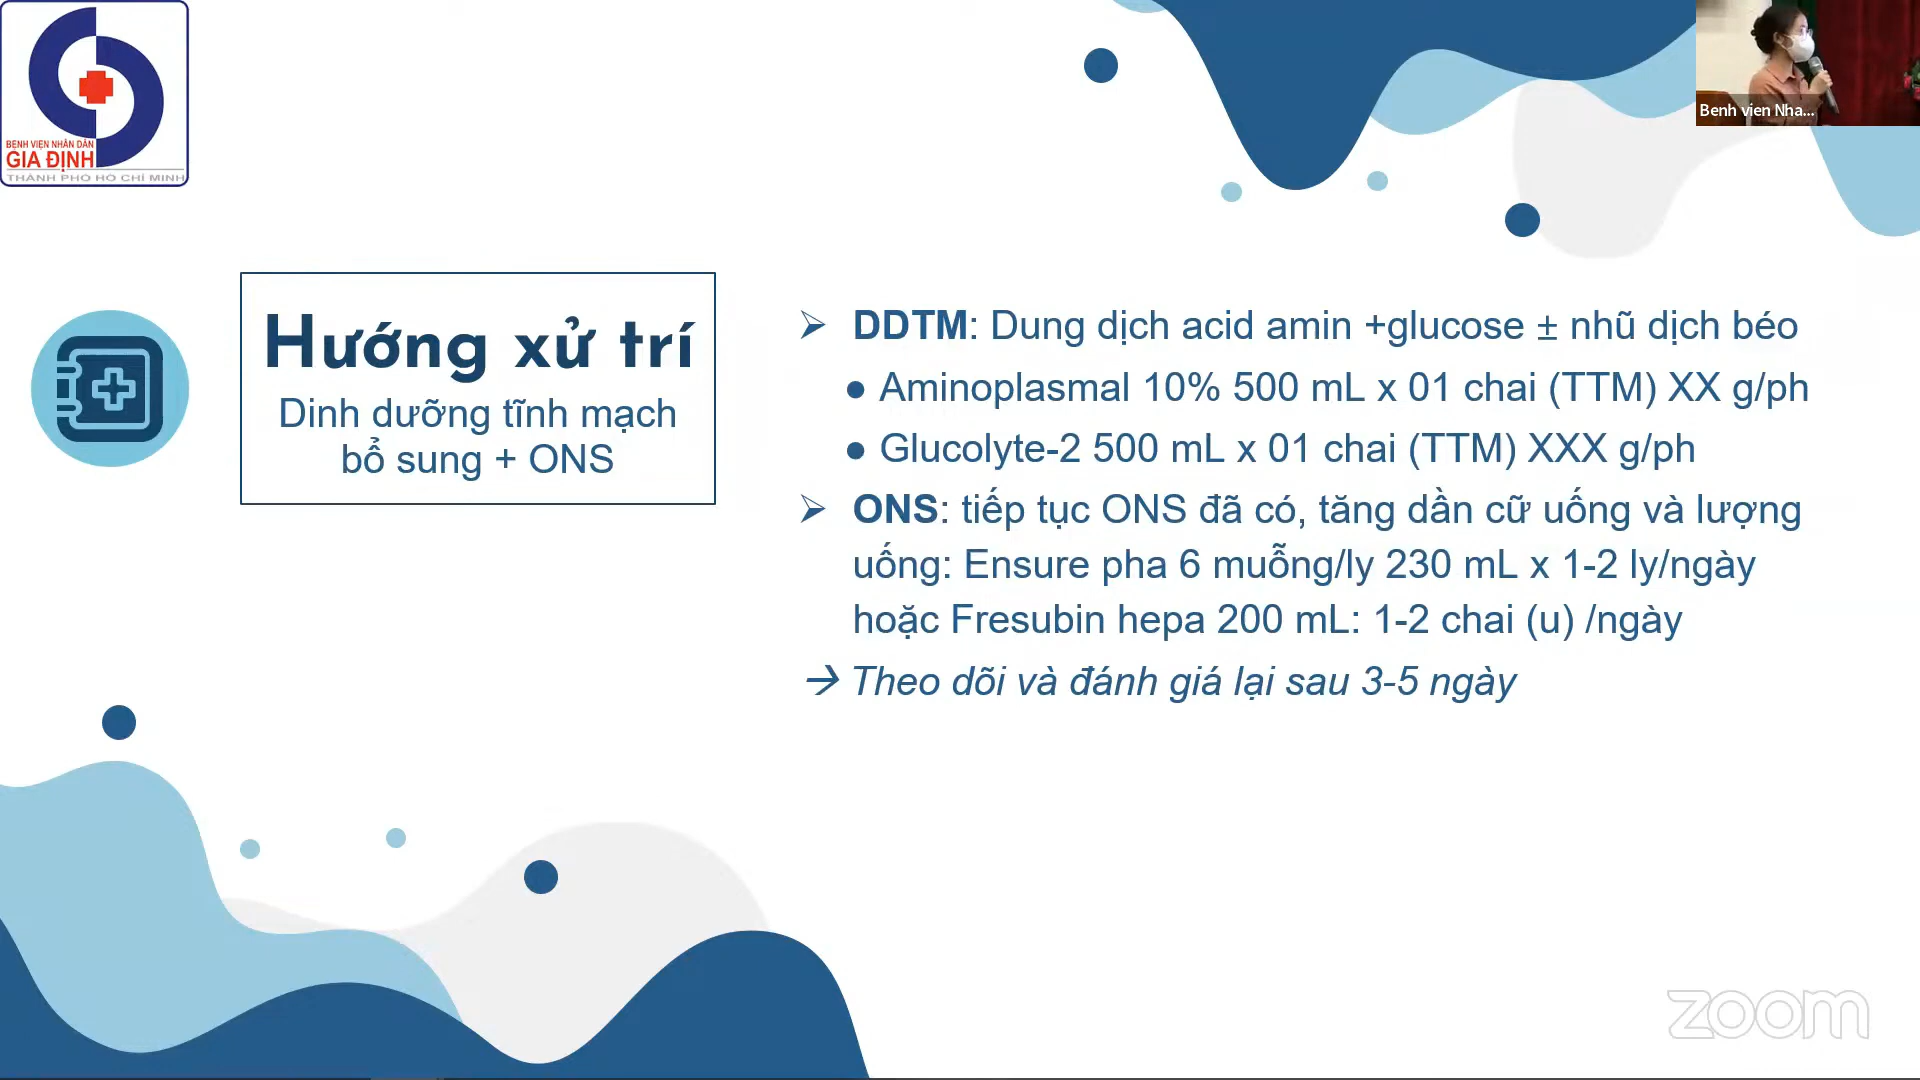 BỆNH VIỆN NHÂN DÂN
GIA ĐỊNH
THÀNH PHỐ HỒ CHÍ MINH
Benh vien Nha...
Hướng xử trí
Dinh dưỡng tĩnh mạch
bổ sung + ONS
➢ DDTM: Dung dịch acid amin +glucose ± nhũ dịch béo
● Aminoplasmal 10% 500 mL x 01 chai (TTM) XX g/ph
● Glucolyte-2 500 mL x 01 chai (TTM) XXX g/ph
➢ ONS: tiếp tục ONS đã có, tăng dần cữ uống và lượng
uống: Ensure pha 6 muỗng/ly 230 mL x 1-2 ly/ngày
hoặc Fresubin hepa 200 mL: 1-2 chai (u) /ngày
→ Theo dõi và đánh giá lại sau 3-5 ngày
zoom